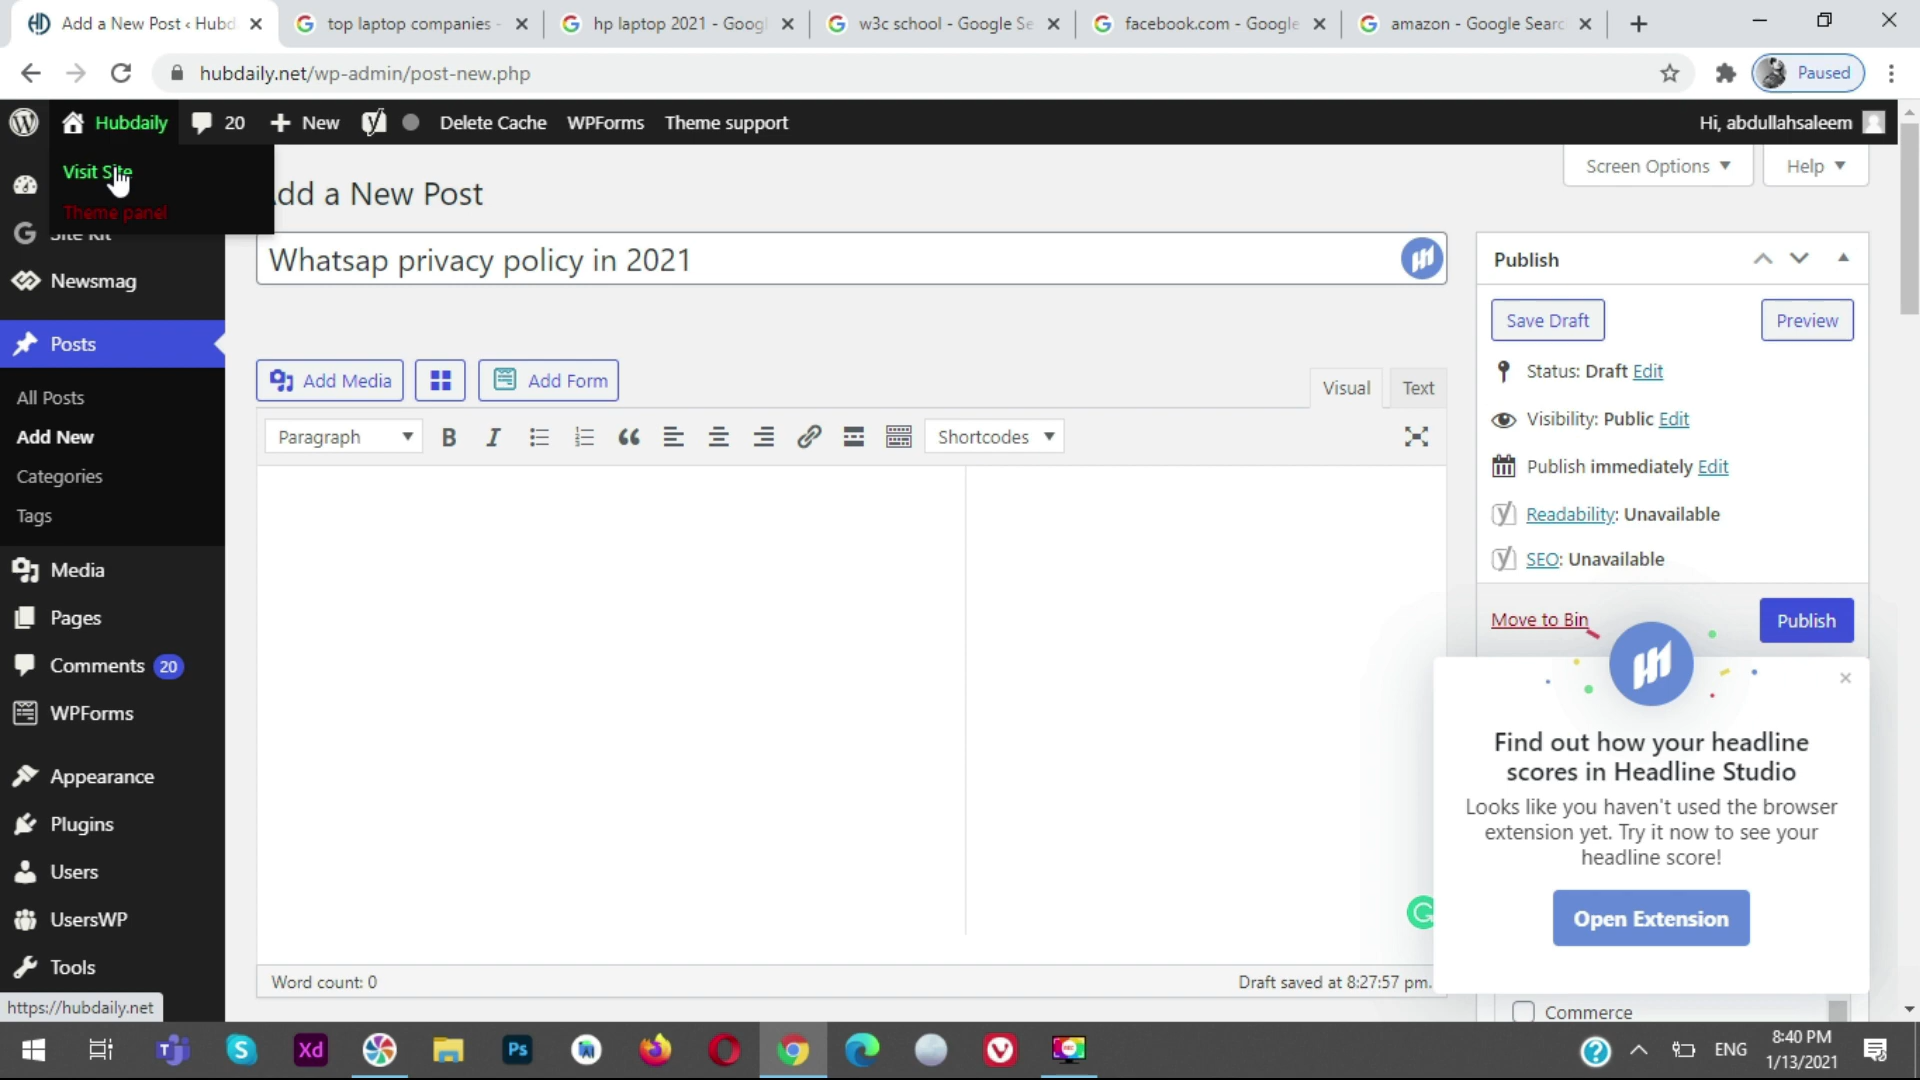 Add a New Post ‹ Hubd
top laptop companies -
hp laptop 2021 - Goog
w3c school - Google Se
facebook.com - Google
amazon - Google Searc
hubdaily.net/wp-admin/post-new.php
Paused
Hubdaily
20
New
Delete Cache
WPForms
Theme support
Hi, abdullahsaleem
Visit Site
Theme panel
Site Kit
Newsmag
Posts
All Posts
Add New
Categories
Tags
Media
Pages
Comments 20
WPForms
Appearance
Plugins
Users
UsersWP
Tools
https://hubdaily.net
Screen Options
Help
dd a New Post
Whatsap privacy policy in 2021
Add Media
Add Form
Visual
Text
Paragraph
Shortcodes
Word count: 0
Draft saved at 8:27:57 pm.
Publish
Save Draft
Preview
Status: Draft Edit
Visibility: Public Edit
Publish immediately Edit
Readability: Unavailable
SEO: Unavailable
Move to Bin
Publish
Find out how your headline
scores in Headline Studio
Looks like you haven't used the browser
extension yet. Try it now to see your
headline score!
Open Extension
Commerce
Xd
Ps
ENG
8:40 PM
1/13/2021